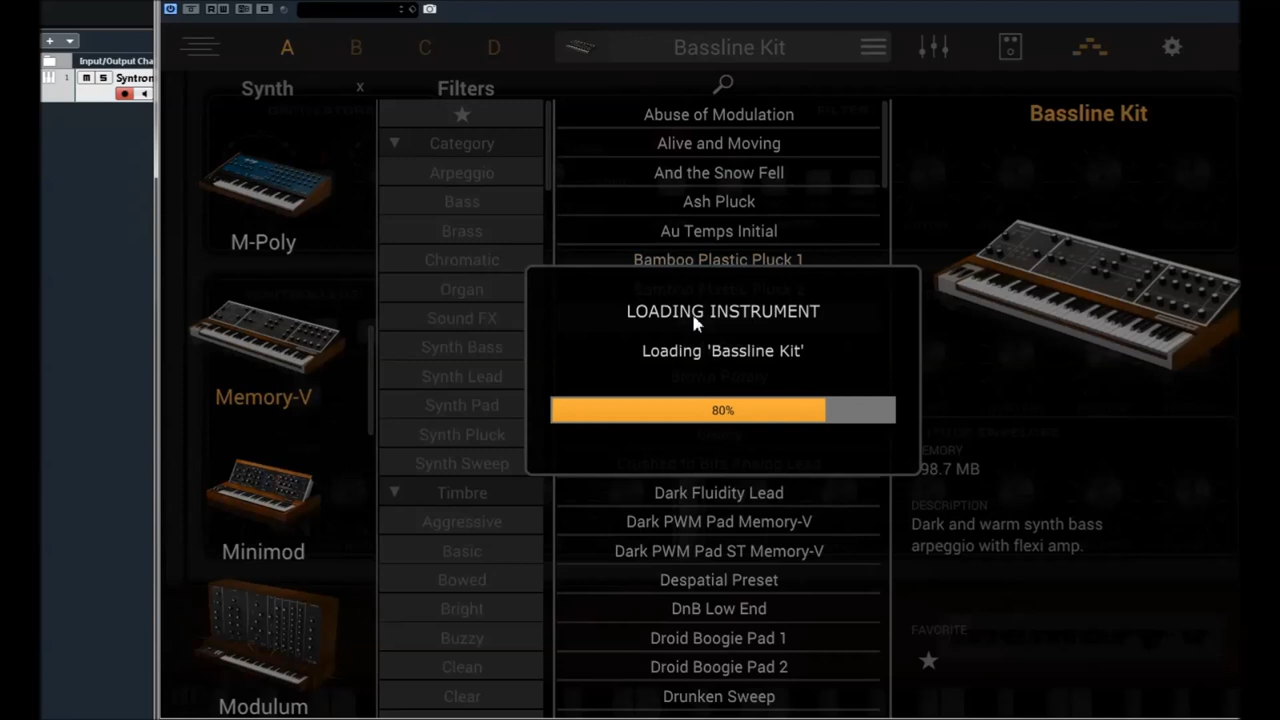 Bassline Kit
A
B
C
D
Input/Output Cha
1
m
S
Syntron
Synth
x
M-Poly
Memory-V
Minimod
Modulum
Filters
Category
Arpeggio
Bass
Brass
Chromatic
Organ
Sound FX
Synth Bass
Synth Lead
Synth Pad
Synth Pluck
Synth Sweep
Timbre
Aggressive
Basic
Bowed
Bright
Buzzy
Clean
Clear
Abuse of Modulation
Alive and Moving
And the Snow Fell
Ash Pluck
Au Temps Initial
Bamboo Plastic Pluck 1
LOADING INSTRUMENT
Loading 'Bassline Kit'
80%
Dark Fluidity Lead
Dark PWM Pad Memory-V
Dark PWM Pad ST Memory-V
Despatial Preset
DnB Low End
Droid Boogie Pad 1
Droid Boogie Pad 2
Drunken Sweep
Bassline Kit
EMORY
98.7 MB
DESCRIPTION
Dark and warm synth bass
arpeggio with flexi amp.
FAVORITE